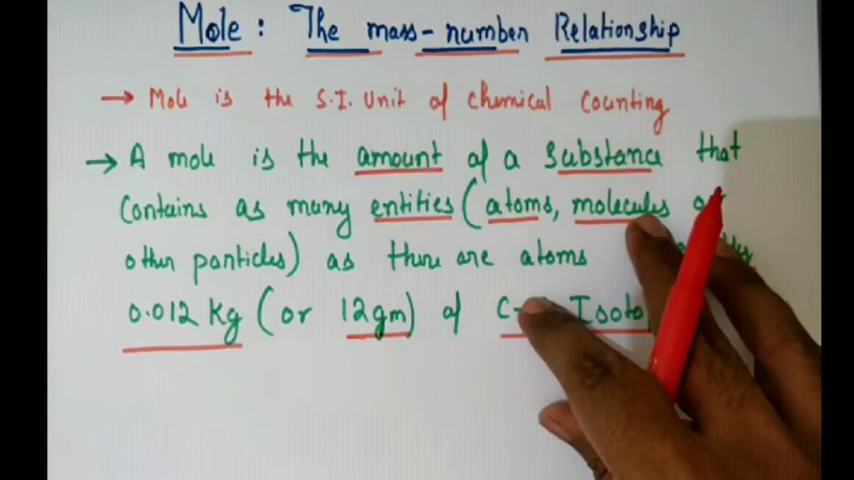 Mole: The mass-number Relationship
→ Mole is the S.I. Unit of chemical counting
→ A mole is the amount of a substance that
contains as many entities (atoms, molecules
other particles) as there are atoms
0.012 Kg (or 12gm) of C-